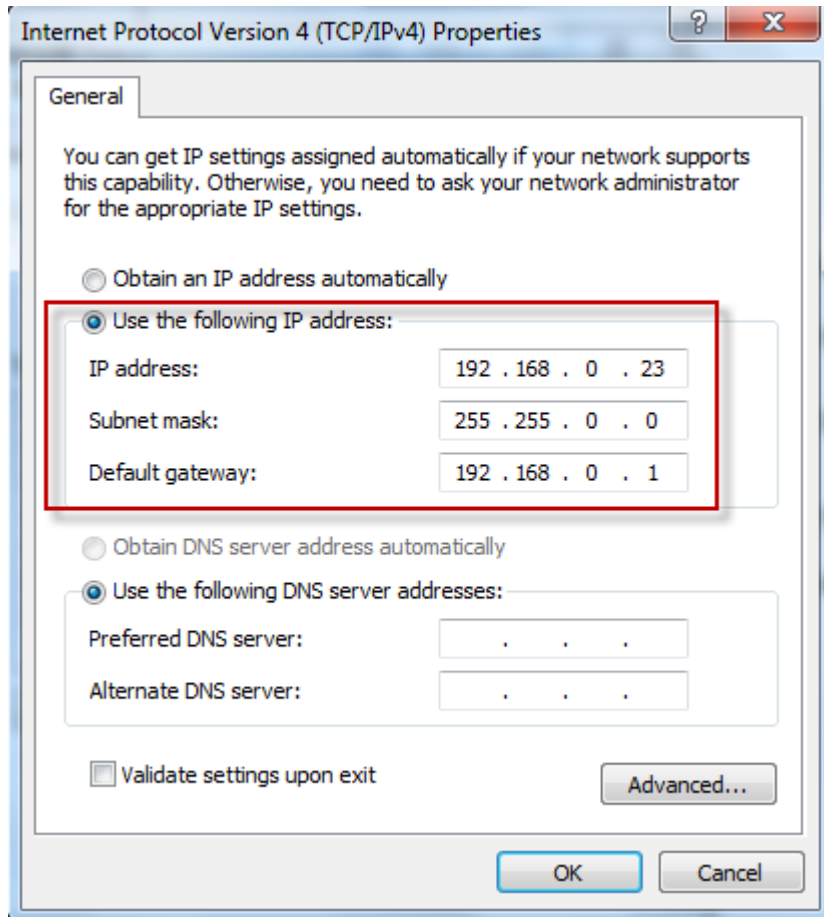 Internet Protocol Version 4 (TCP/IPv4) Properties
General
You can get IP settings assigned automatically if your network supports
this capability. Otherwise, you need to ask your network administrator
for the appropriate IP settings.
Obtain an IP address automatically
Use the following IP address:
IP address: 192 . 168 . 0 . 23
Subnet mask: 255 . 255 . 0 . 0
Default gateway: 192 . 168 . 0 . 1
Obtain DNS server address automatically
Use the following DNS server addresses:
Preferred DNS server: . . .
Alternate DNS server: . . .
Validate settings upon exit
Advanced...
OK Cancel